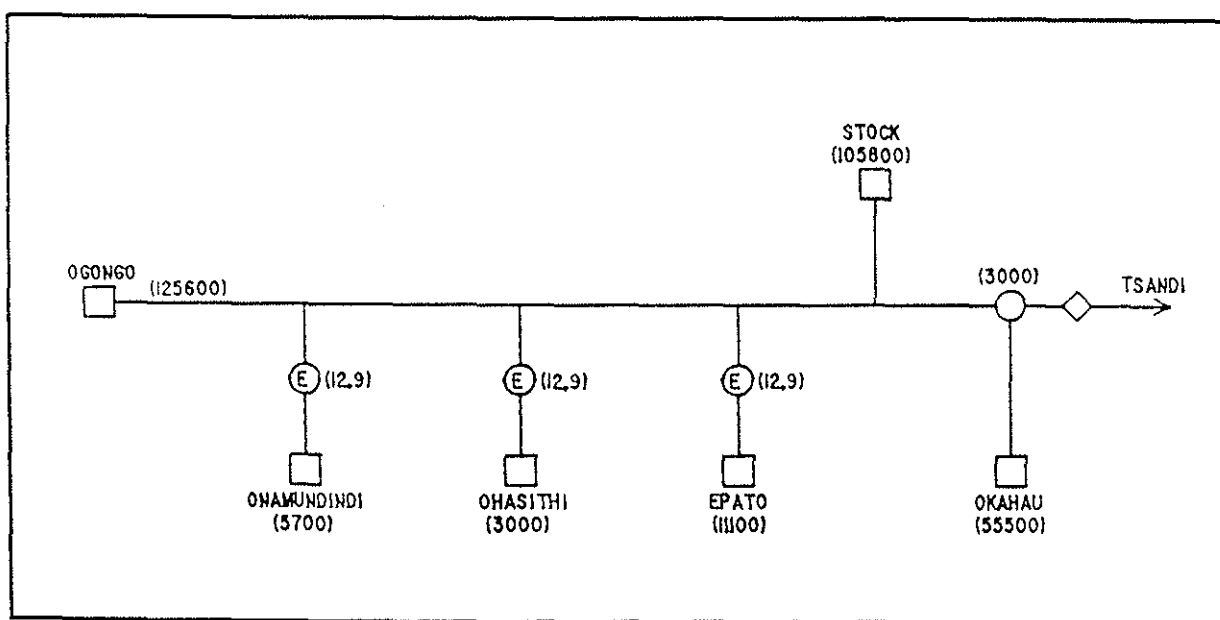 STOCK
(105800)
OGONGO
(125600)
(3000)
TSANDI
E (12,9)
E (12,9)
E (12,9)
ONAMUNDINDI
(5700)
OHASITHI
(3000)
EPATO
(11100)
OKAHAU
(55500)